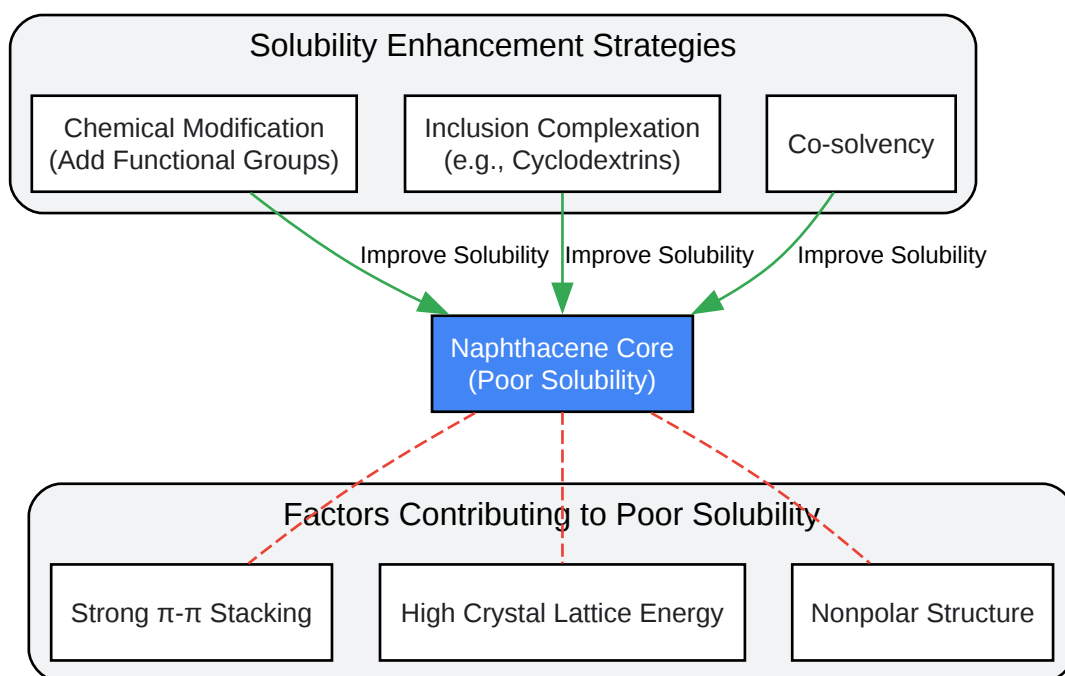 Solubility Enhancement Strategies
Chemical Modification
(Add Functional Groups)
Inclusion Complexation
(e.g., Cyclodextrins)
Co-solvency
Improve Solubility
Improve Solubility
Improve Solubility
Naphthacene Core
(Poor Solubility)
Factors Contributing to Poor Solubility
Strong π-π Stacking
High Crystal Lattice Energy
Nonpolar Structure